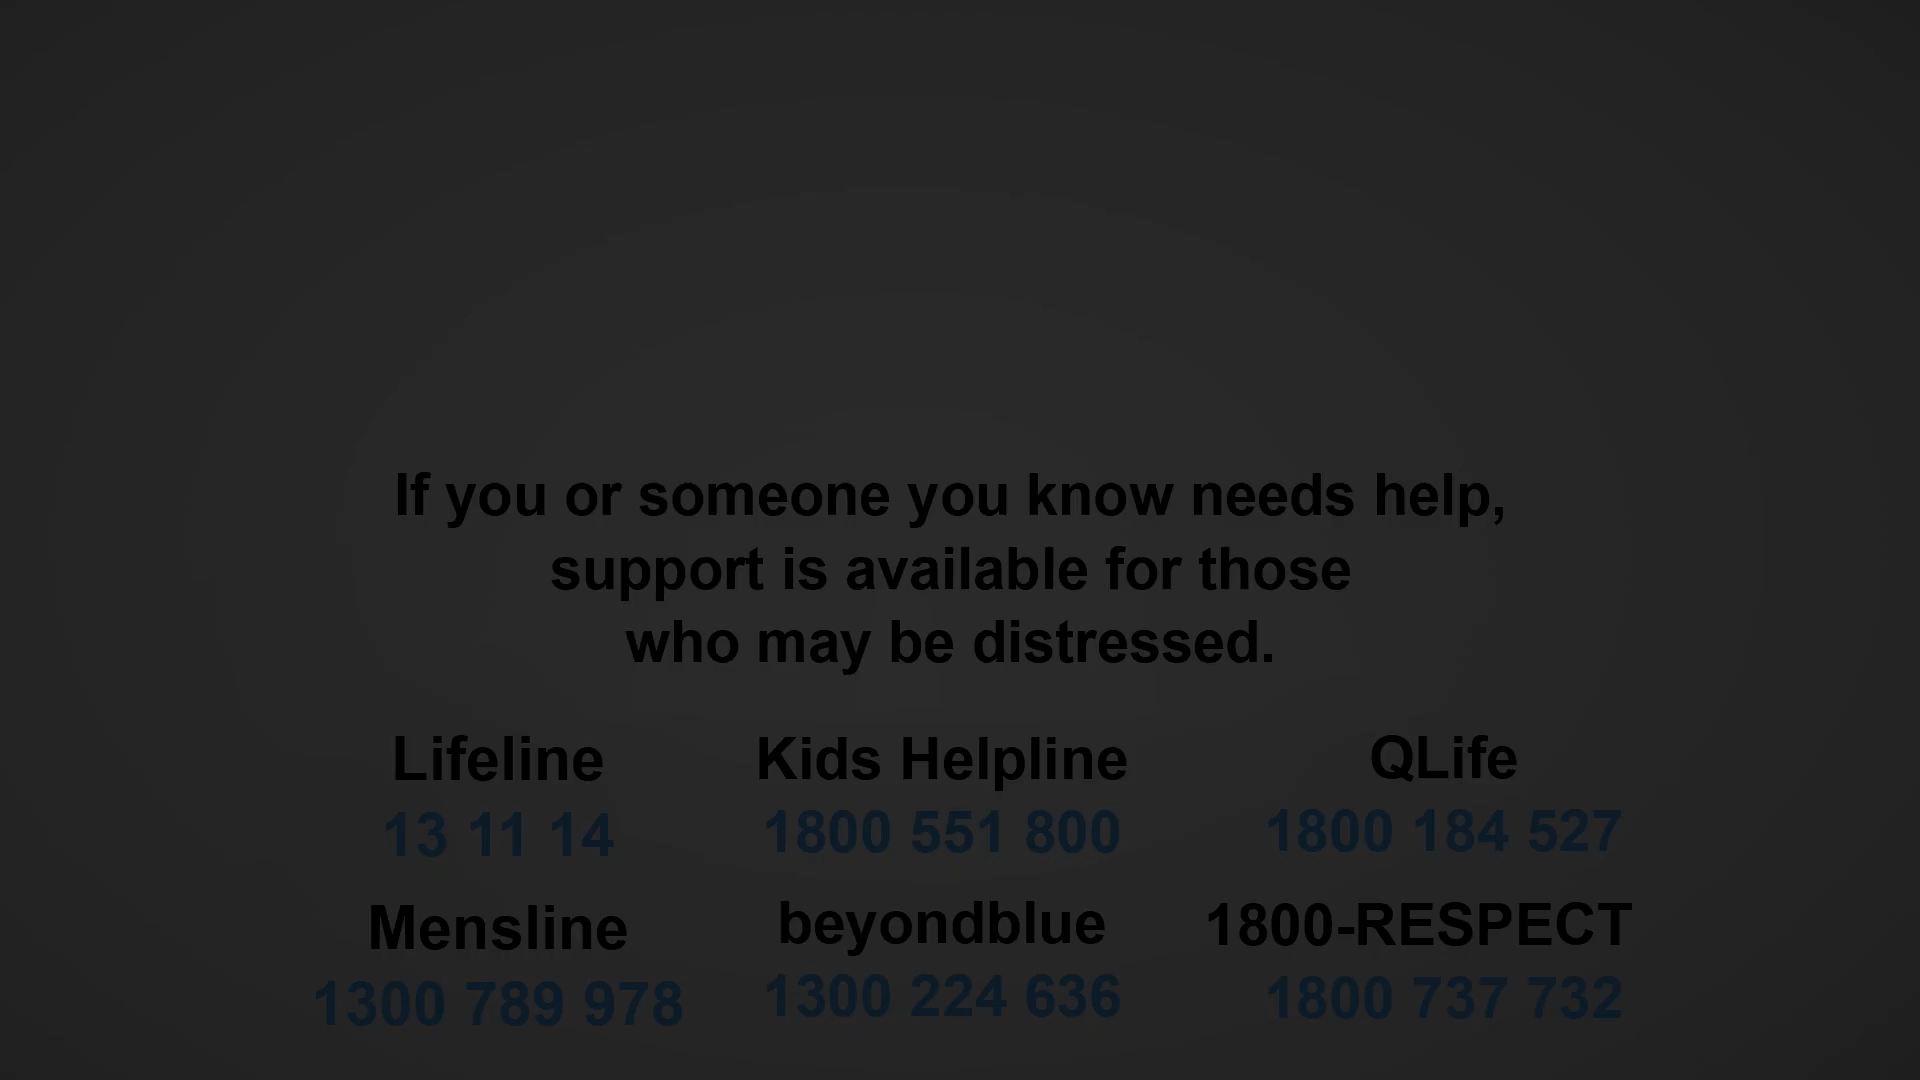 If you or someone you know needs help,
support is available for those
who may be distressed.
Lifeline
13 11 14
Kids Helpline
1800 551 800
QLife
1800 184 527
Mensline
1300 789 978
beyondblue
1300 224 636
1800-RESPECT
1800 737 732